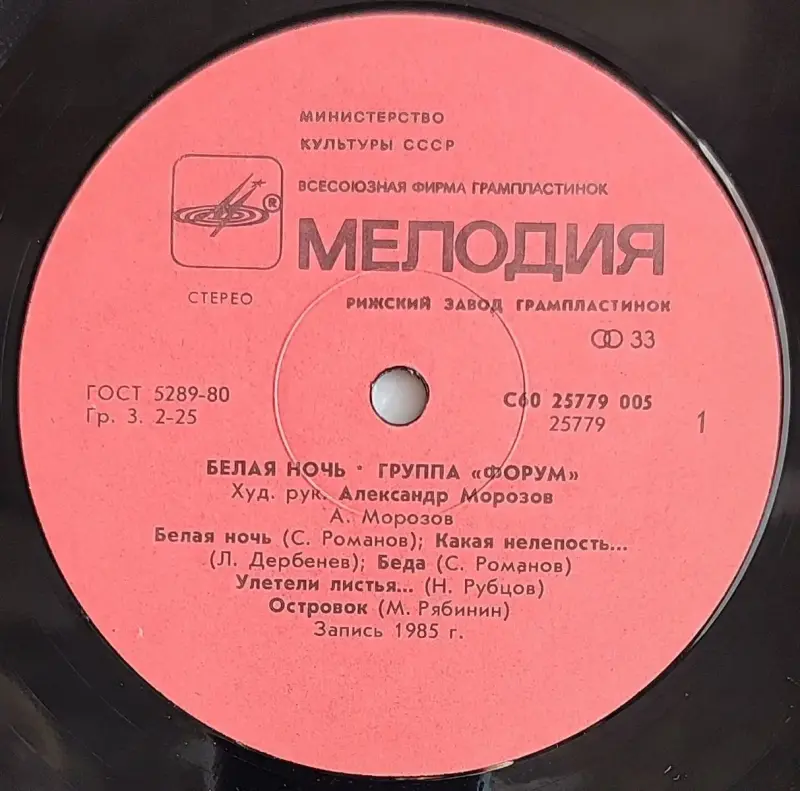 МИНИСТЕРСТВО
КУЛЬТУРЫ СССР
ВСЕСОЮЗНАЯ ФИРМА ГРАМПЛАСТИНОК
®
МЕЛОДИЯ
СТЕРЕО
РИЖСКИЙ ЗАВОД ГРАМПЛАСТИНОК
33
ГОСТ 5289-80
Гр. 3. 2-25
С60 25779 005
25779
1
БЕЛАЯ НОЧЬ * ГРУППА «ФОРУМ»
Худ. рук. Александр Морозов
А. Морозов
Белая ночь (С. Романов); Какая нелепость...
(Л. Дербенев); Беда (С. Романов)
Улетели листья... (Н. Рубцов)
Островок (М. Рябинин)
Запись 1985 г.